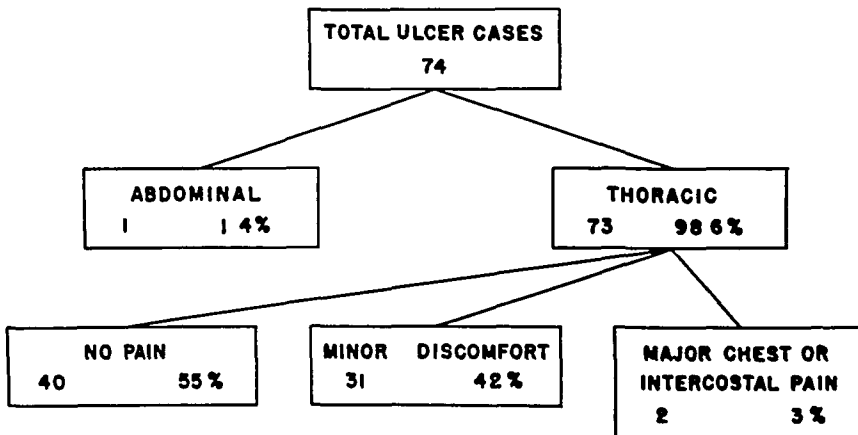 TOTAL ULCER CASES
74
ABDOMINAL
1 1 4%
THORACIC
73 98 6%
NO PAIN
40 55%
MINOR DISCOMFORT
31 42%
MAJOR CHEST OR
INTERCOSTAL PAIN
2 3%